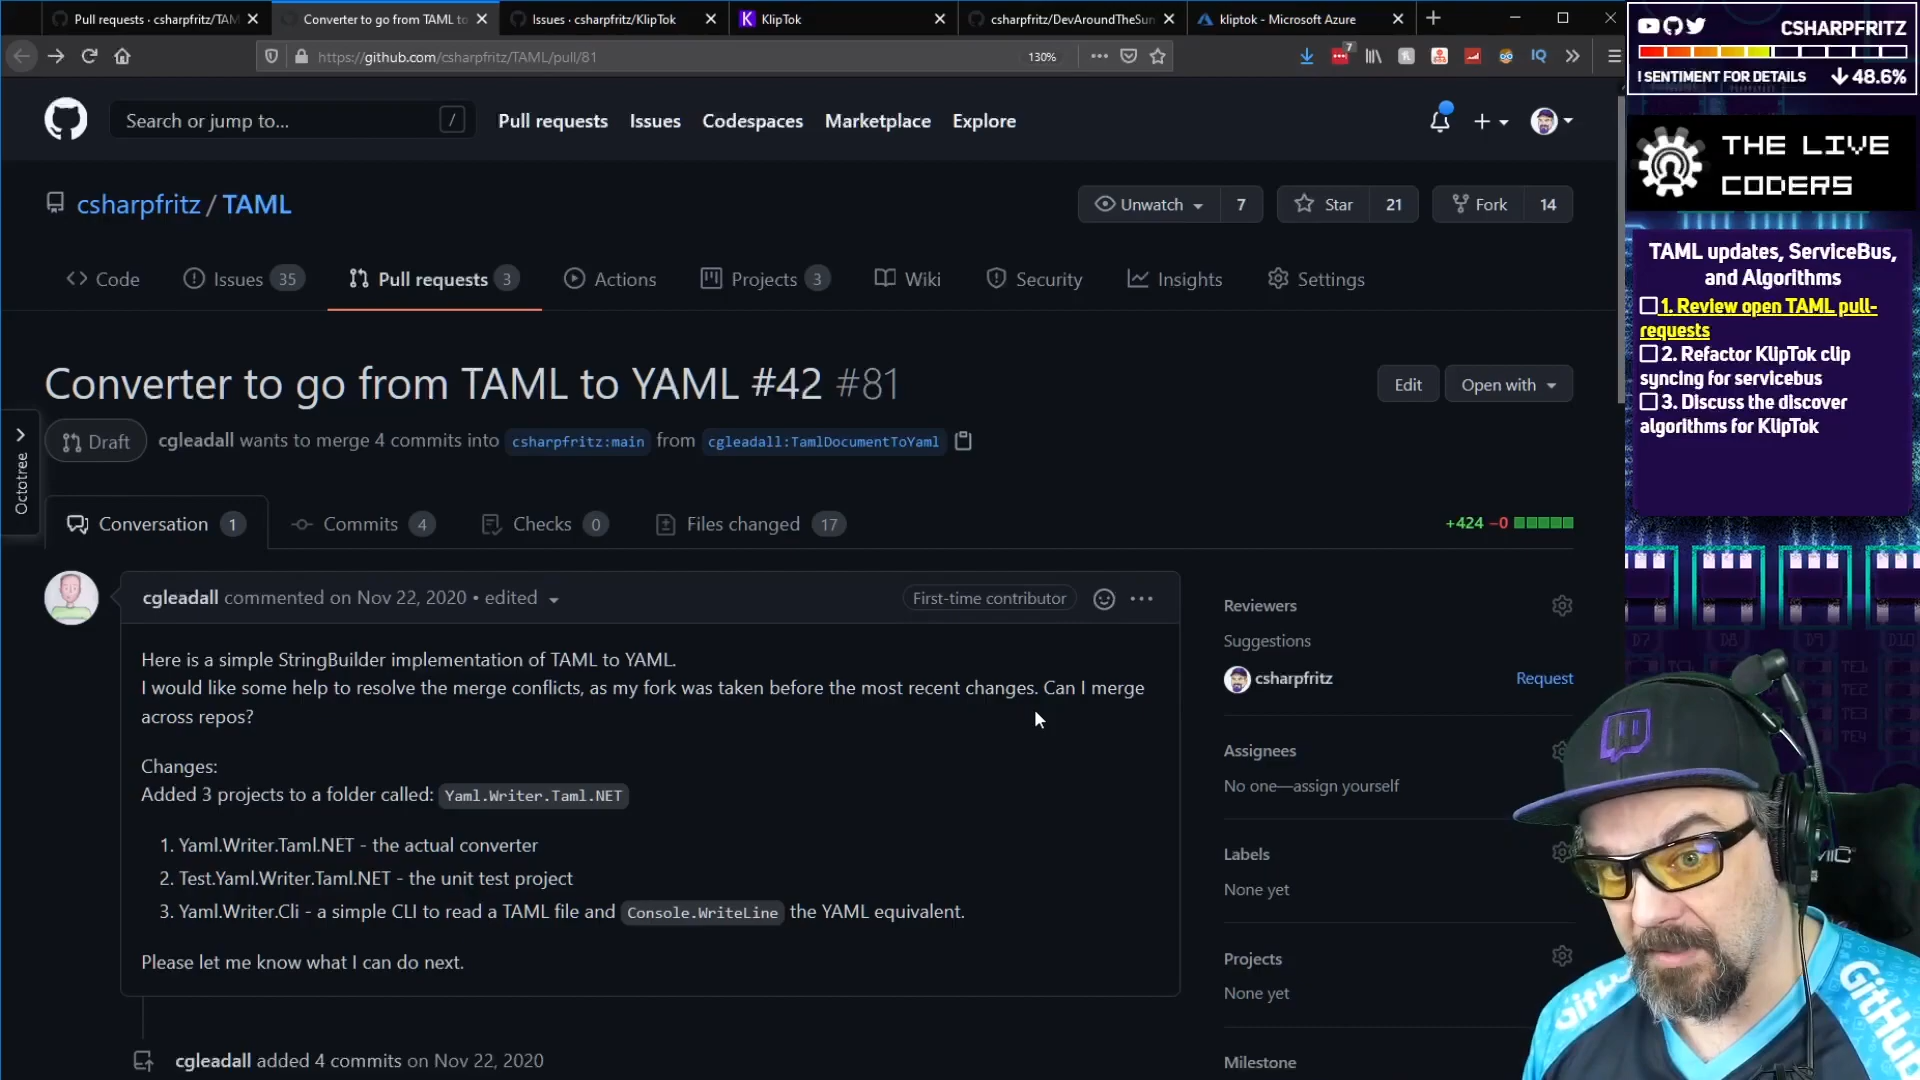 Pull requests · csharpfritz/TAM
Converter to go from TAML to
Issues · csharpfritz/KlipTok
KlipTok
csharpfritz/DevAroundTheSun
kliptok - Microsoft Azure
https://github.com/csharpfritz/TAML/pull/81
130%
7
IQ
Search or jump to...
/
Pull requests
Issues
Codespaces
Marketplace
Explore
csharpfritz / TAML
Unwatch 7
Star 21
Fork 14
Code
Issues 35
Pull requests 3
Actions
Projects 3
Wiki
Security
Insights
Settings
Converter to go from TAML to YAML #42 #81
Edit
Open with
Octotree
Draft
cgleadall wants to merge 4 commits into csharpfritz:main from cgleadall:TamlDocumentToYaml
Conversation 1
Commits 4
Checks 0
Files changed 17
+424 −0
cgleadall commented on Nov 22, 2020 • edited
First-time contributor
Here is a simple StringBuilder implementation of TAML to YAML.
I would like some help to resolve the merge conflicts, as my fork was taken before the most recent changes. Can I merge
across repos?
Changes:
Added 3 projects to a folder called: Yaml.Writer.Taml.NET
1. Yaml.Writer.Taml.NET - the actual converter
2. Test.Yaml.Writer.Taml.NET - the unit test project
3. Yaml.Writer.Cli - a simple CLI to read a TAML file and Console.WriteLine the YAML equivalent.
Please let me know what I can do next.
cgleadall added 4 commits on Nov 22, 2020
Reviewers
Suggestions
csharpfritz
Request
Assignees
No one—assign yourself
Labels
None yet
Projects
None yet
Milestone
CSHARPFRITZ
! SENTIMENT FOR DETAILS
48.6%
THE LIVE
CODERS
TAML updates, ServiceBus,
and Algorithms
1. Review open TAML pull-
requests
2. Refactor KlipTok clip
syncing for servicebus
3. Discuss the discover
algorithms for KlipTok
D7
D8
D9
D10
TE1
TE2
TE3
TE4
GitHub